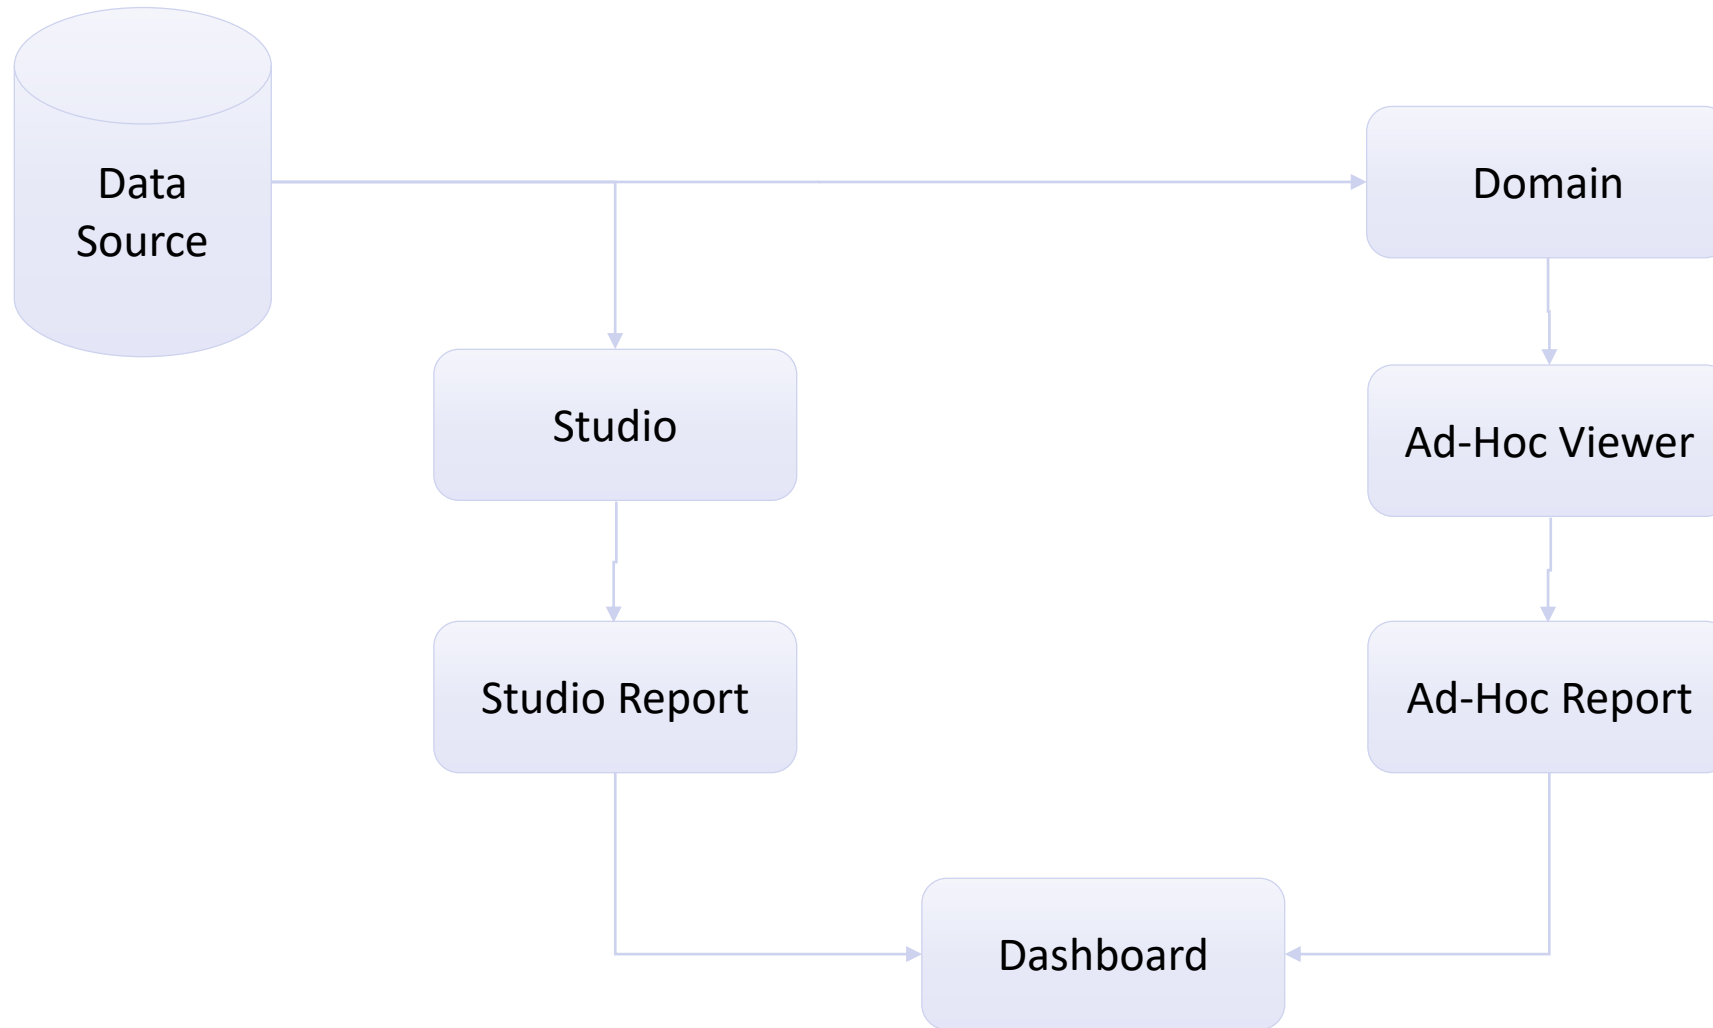 Data
Source
Domain
Studio
Ad-Hoc Viewer
Studio Report
Ad-Hoc Report
Dashboard